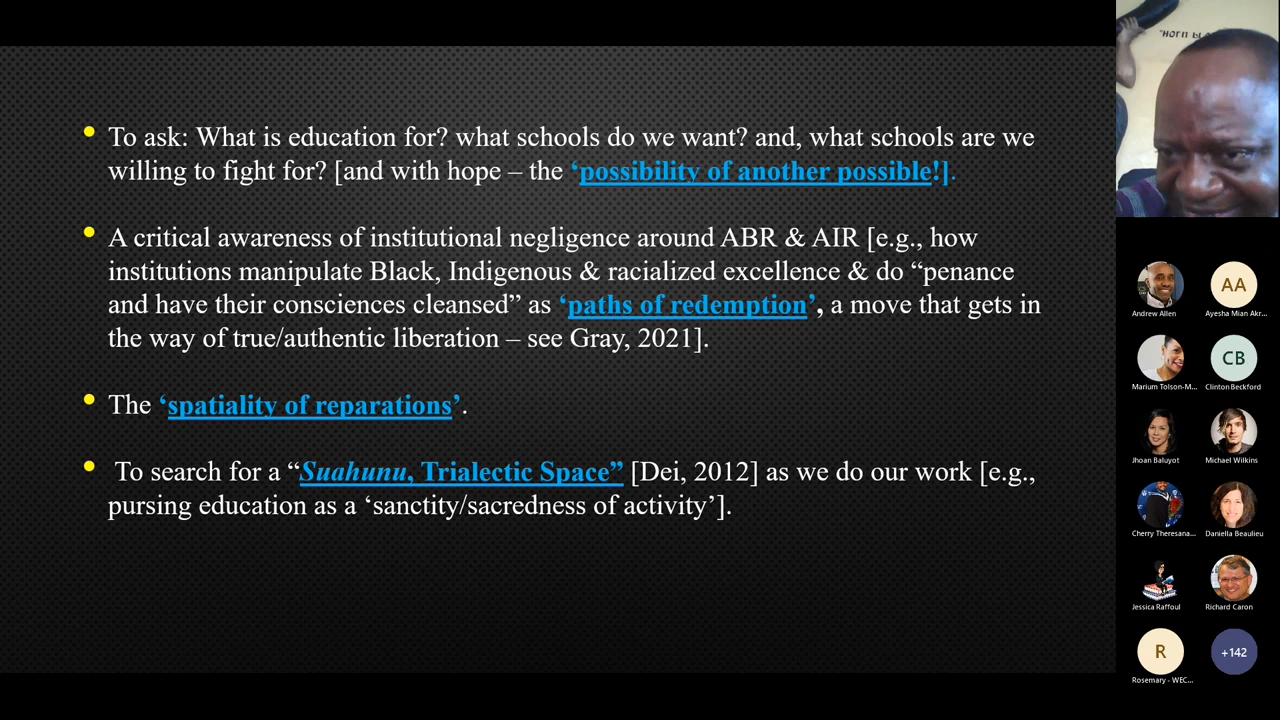 • To ask: What is education for? what schools do we want? and, what schools are we
willing to fight for? [and with hope – the ‘possibility of another possible!].
• A critical awareness of institutional negligence around ABR & AIR [e.g., how
institutions manipulate Black, Indigenous & racialized excellence & do “penance
and have their consciences cleansed” as ‘paths of redemption’, a move that gets in
the way of true/authentic liberation – see Gray, 2021].
• The ‘spatiality of reparations’.
• To search for a “Suahunu, Trialectic Space” [Dei, 2012] as we do our work [e.g.,
pursing education as a ‘sanctity/sacredness of activity’].
AA
Andrew Allen
Ayesha Mian Akr...
CB
Marium Tolson-M...
Clinton Beckford
Jhoan Baluyot
Michael Wilkins
Cherry Theresana...
Daniella Beaulieu
Jessica Raffoul
Richard Caron
R
+142
Rosemary - WEC...